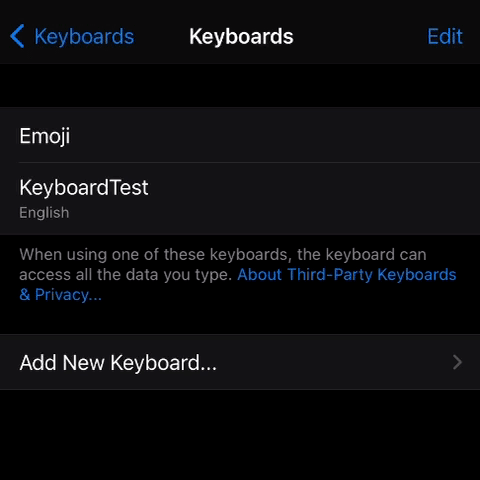 Keyboards Keyboards Edit
Emoji
KeyboardTest
English
When using one of these keyboards, the keyboard can
access all the data you type. About Third-Party Keyboards
& Privacy...
Add New Keyboard...